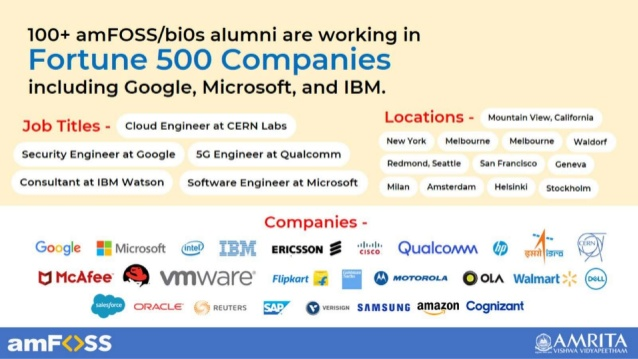 100+ amFOSS/bi0s alumni are working in
Fortune 500 Companies
including Google, Microsoft, and IBM.
Job Titles -
Cloud Engineer at CERN Labs
Security Engineer at Google
5G Engineer at Qualcomm
Consultant at IBM Watson
Software Engineer at Microsoft
Locations -
Mountain View, California
New York
Melbourne
Melbourne
Waldorf
Redmond, Seattle
San Francisco
Geneva
Milan
Amsterdam
Helsinki
Stockholm
Companies -
Google
Microsoft
intel
IBM
ERICSSON
CISCO
Qualcomm
hp
इसरो isro
CERN
McAfee
vmware
Flipkart
MOTOROLA
OLA
Walmart
DELL
salesforce
ORACLE
REUTERS
SAP
VERISIGN
SAMSUNG
amazon
Cognizant
amF<>SS
AMRITA
VISHWA VIDYAPEETHAM